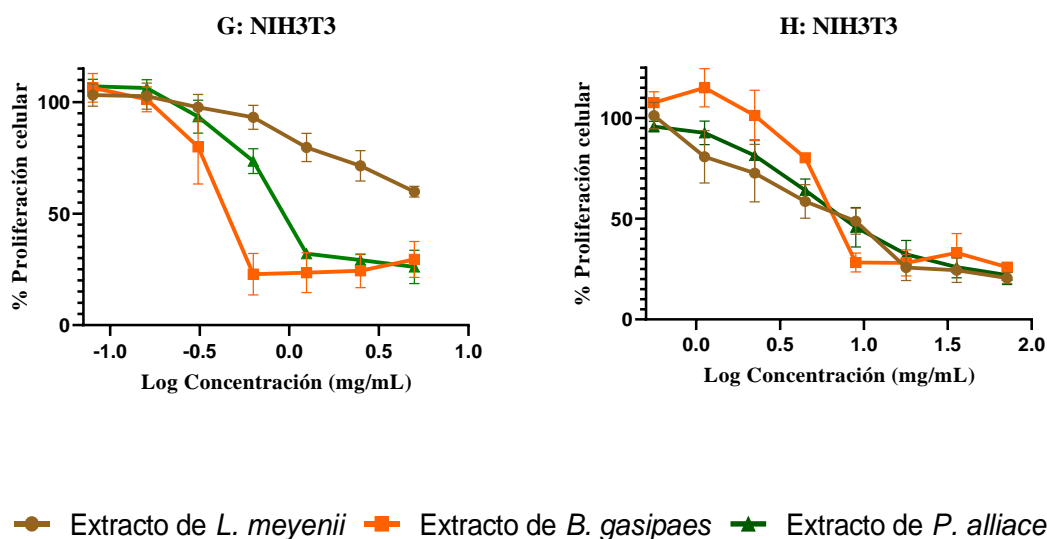 G: NIH3T3
% Proliferación celular
100
50
0
-1.0 -0.5 0.0 0.5 1.0
Log Concentración (mg/mL)
H: NIH3T3
% Proliferación celular
100
50
0
0.0 0.5 1.0 1.5 2.0
Log Concentración (mg/mL)
Extracto de L. meyenii Extracto de B. gasipaes Extracto de P. alliace